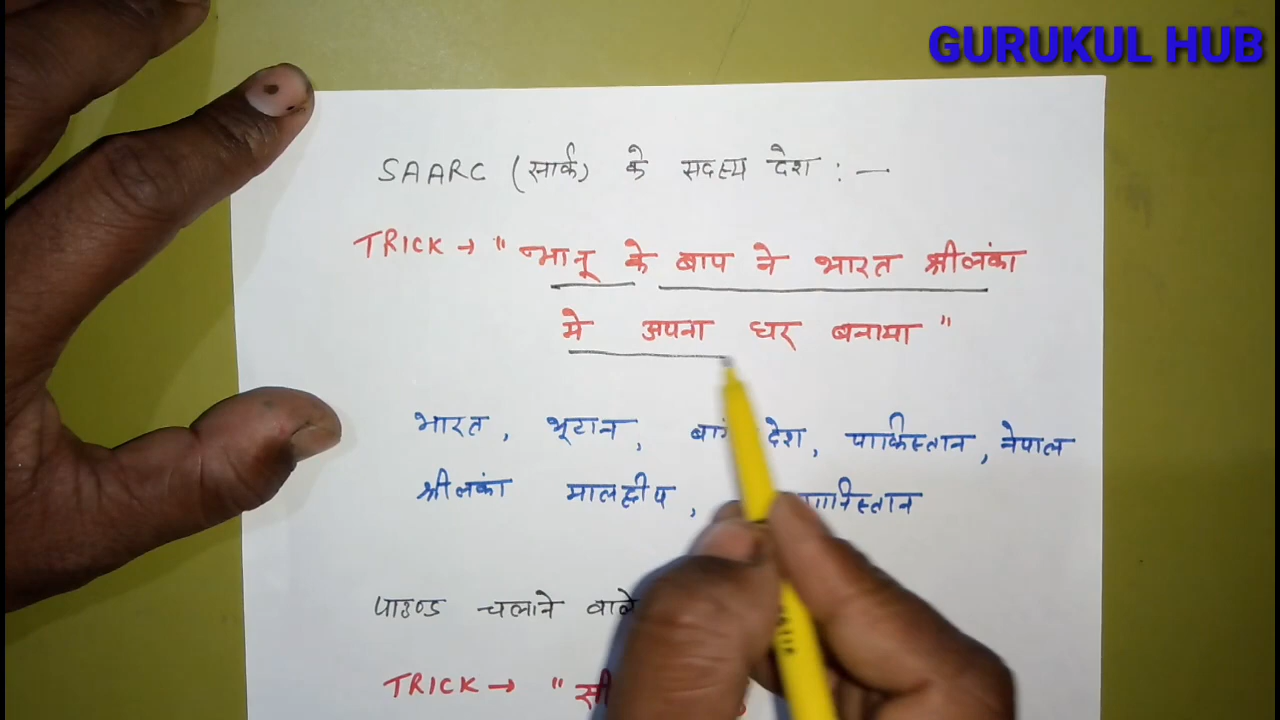 GURUKUL HUB
SAARC (सार्क) के सदस्य देश : —
TRICK → " भानू के बाप ने भारत श्रीलंका
मे अपना घर बनाया "
भारत, भूटान, देश, पाकिस्तान, नेपाल
श्रीलंका मालद्वीप,
पाउण्ड चलाने वाले
TRICK → "